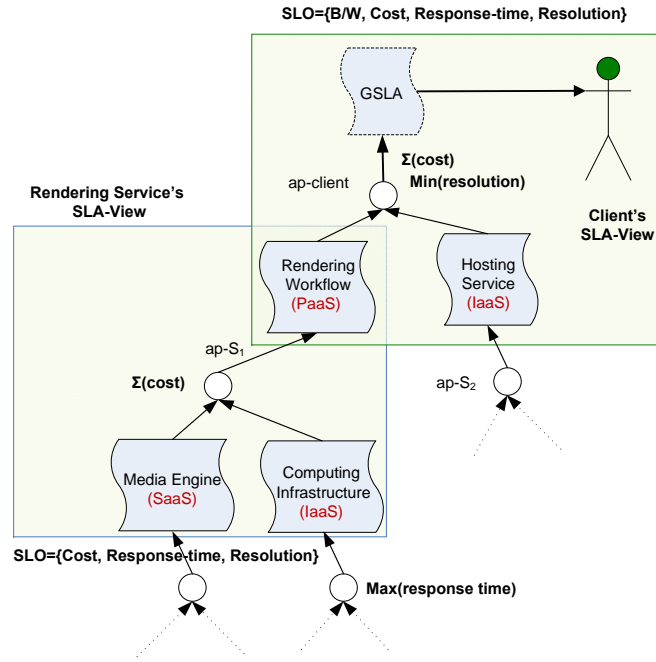 SLO={B/W, Cost, Response-time, Resolution}
GSLA
Σ(cost)
ap-client
Min(resolution)
Rendering Service's
SLA-View
Client's
SLA-View
Rendering
Workflow
(PaaS)
Hosting
Service
(IaaS)
ap-S₁
Σ(cost)
ap-S₂
Media Engine
(SaaS)
Computing
Infrastructure
(IaaS)
SLO={Cost, Response-time, Resolution}
Max(response time)